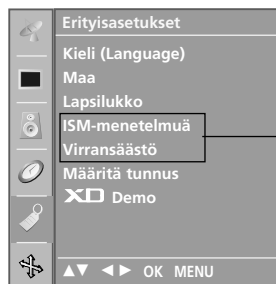 Erityisasetukset
Kieli (Language)
Maa
Lapsilukko
ISM-menetelmuä
Virransäästö
Määritä tunnus
XD Demo
▲▼ ◄► OK MENU